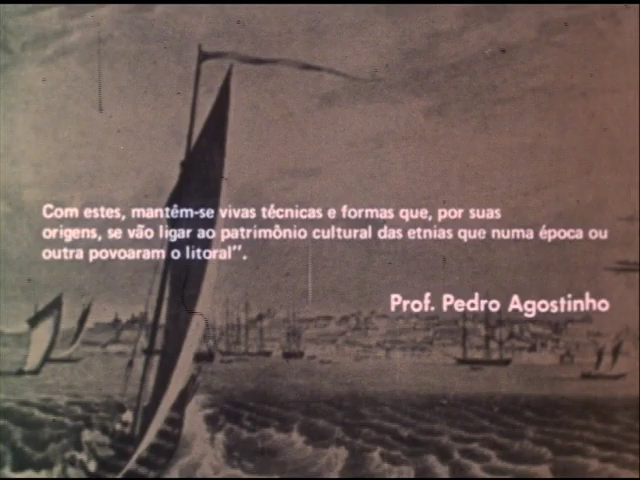 Com estes, mantêm-se vivas técnicas e formas que, por suas
origens, se vão ligar ao patrimônio cultural das etnias que numa época ou
outra povoaram o litoral”.
Prof. Pedro Agostinho